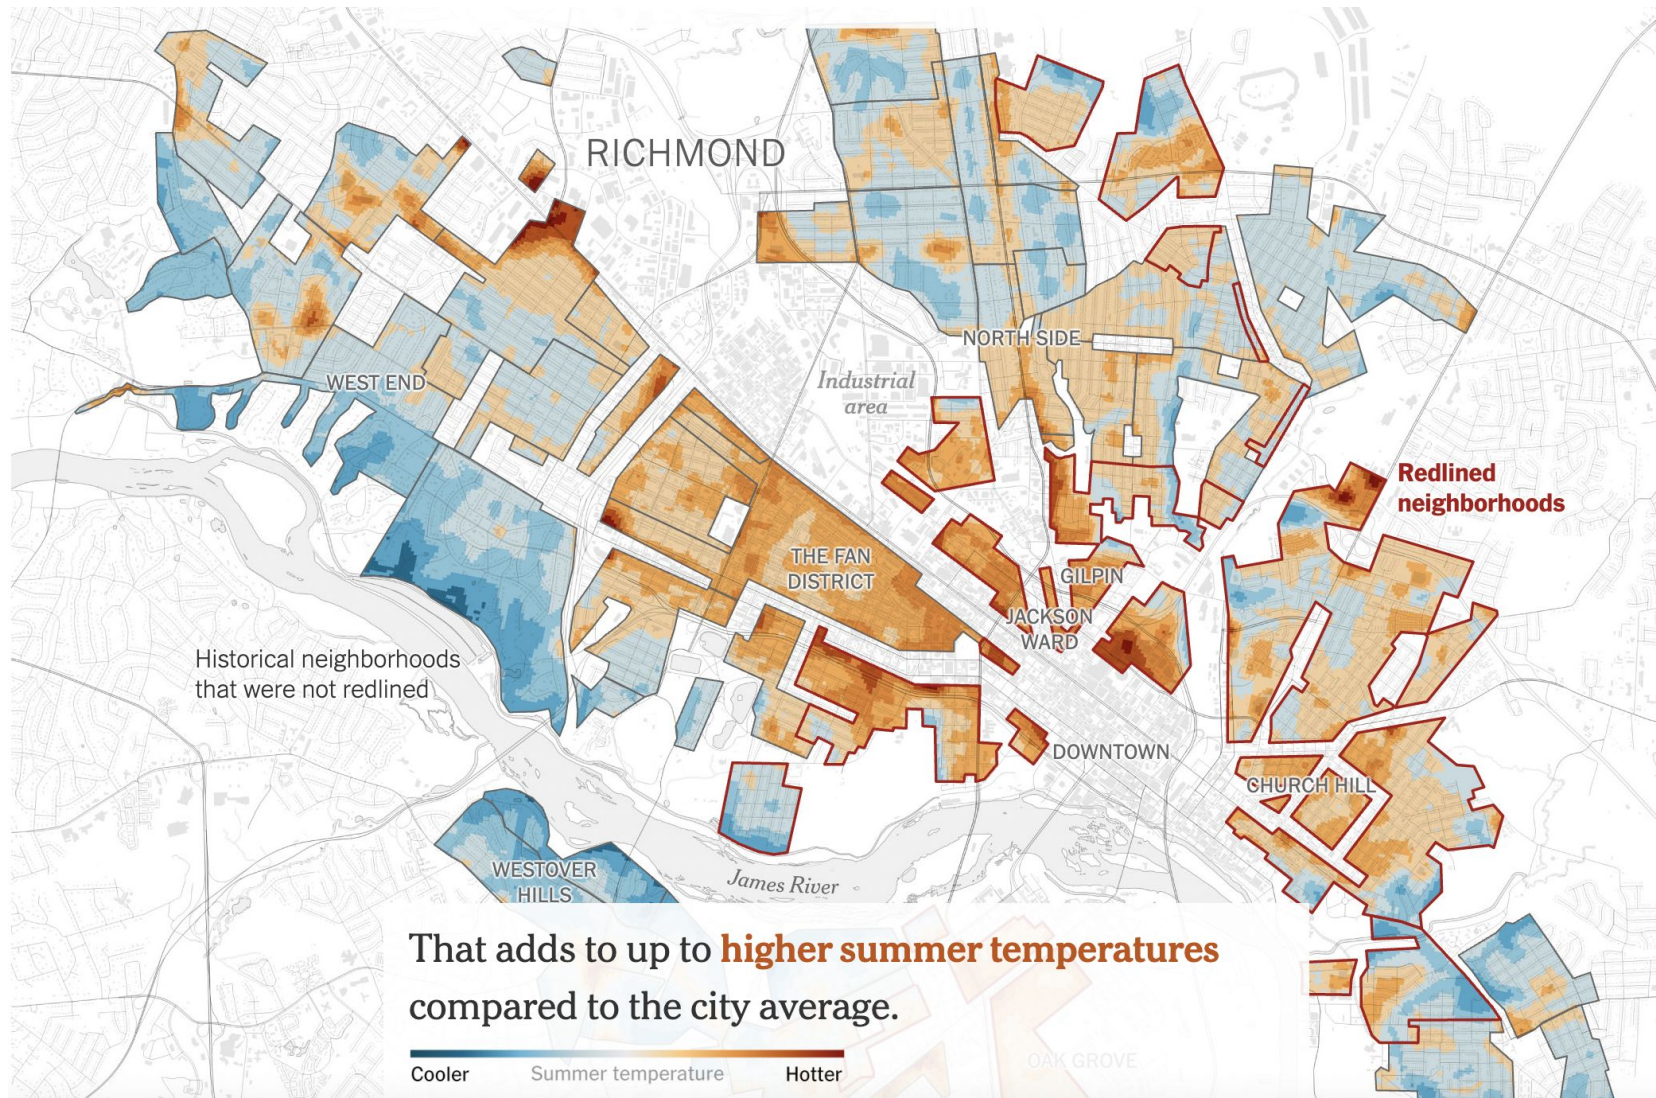 RICHMOND
NORTH SIDE
Industrial
area
WEST END
Redlined
neighborhoods
THE FAN
DISTRICT
GILPIN
JACKSON
WARD
Historical neighborhoods
that were not redlined
DOWNTOWN
CHURCH HILL
WESTOVER
HILLS
James River
That adds to up to higher summer temperatures
compared to the city average.
OAK GROVE
Cooler
Summer temperature
Hotter